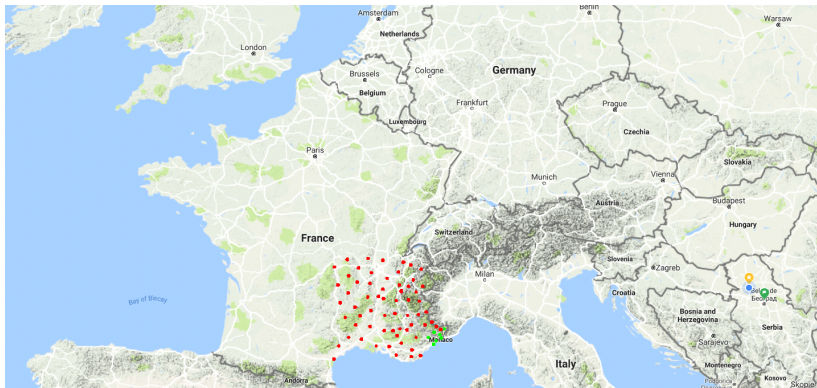 Amsterdam
Berlin
Warsaw
London
Netherlands
Cologne
Germany
Brussels
Belgium
Frankfurt
Prague
Luxembourg
Czechia
Paris
Slovakia
Munich
Vienna
Budapest
Austria
Hungary
Switzerland
France
Slovenia
Zagreb
Milan
Bay of Biscay
Croatia
Београд
Bosnia and
Herzegovina
Serbia
Monaco
Sarajevo
Italy
Montenegro
Andorra
Kosovo
Skopje